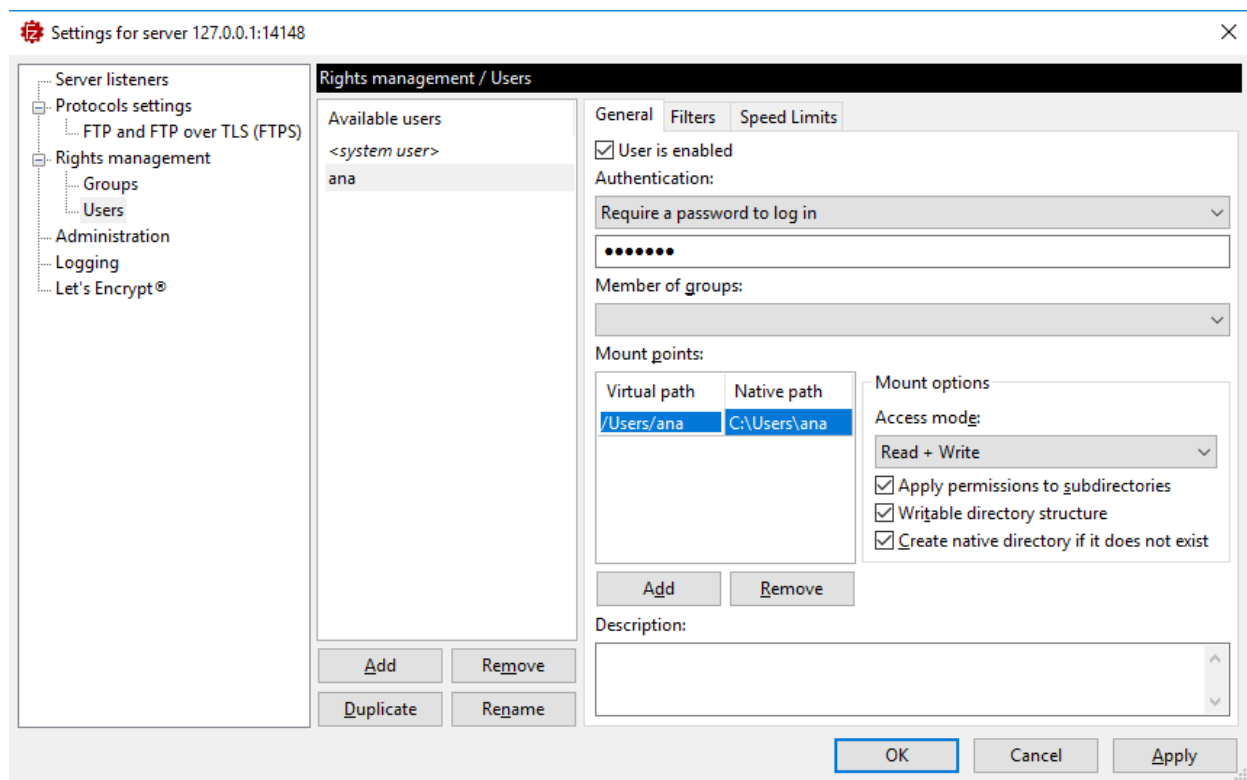 Settings for server 127.0.0.1:14148
Server listeners
Protocols settings
FTP and FTP over TLS (FTPS)
Rights management
Groups
Users
Administration
Logging
Let's Encrypt®
Rights management / Users
Available users
<system user>
ana
Add Remove
Duplicate Rename
General Filters Speed Limits
User is enabled
Authentication:
Require a password to log in
•••••••
Member of groups:
Mount points:
Virtual path Native path
/Users/ana C:\Users\ana
Add Remove
Mount options
Access mode:
Read + Write
Apply permissions to subdirectories
Writable directory structure
Create native directory if it does not exist
Description:
OK Cancel Apply